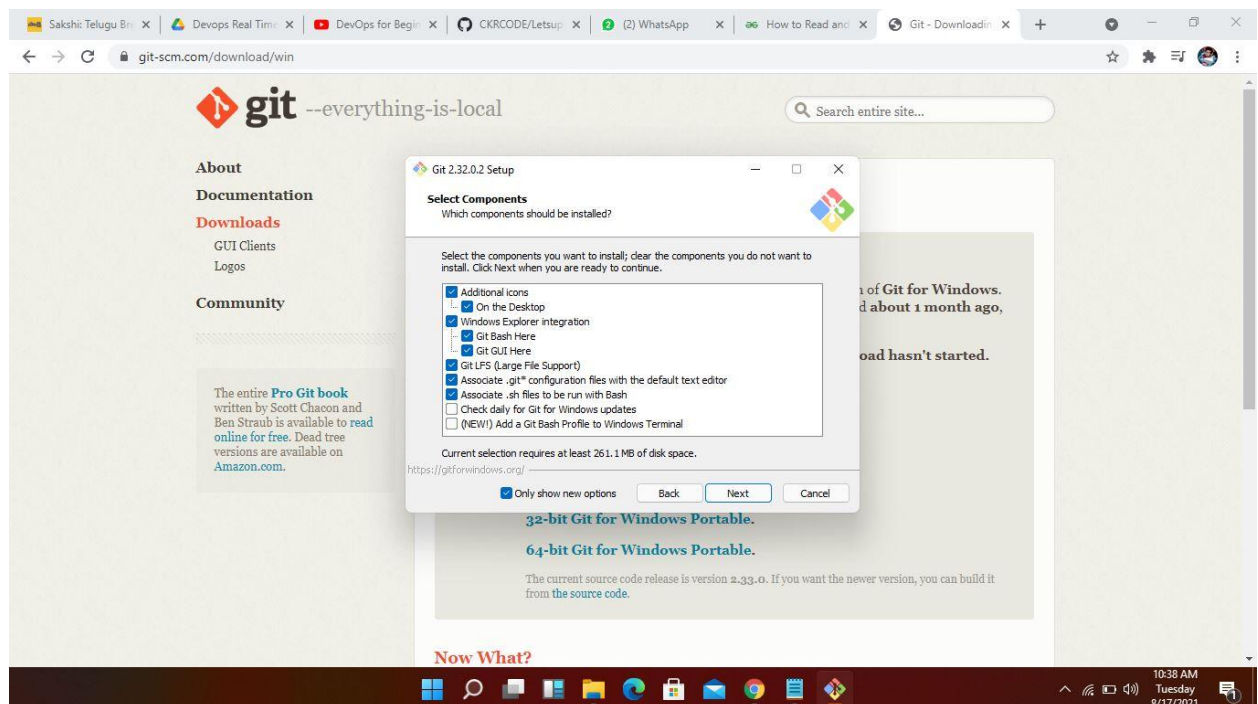 Sakshi: Telugu Bre
Devops Real Time
DevOps for Begin
CKRCODE/Letsup
(2) WhatsApp
How to Read and
Git - Downloadin
git-scm.com/download/win
git --everything-is-local
Search entire site...
About
Documentation
Downloads
GUI Clients
Logos
Community
The entire Pro Git book
written by Scott Chacon and
Ben Straub is available to read
online for free. Dead tree
versions are available on
Amazon.com.
Git 2.32.0.2 Setup
Select Components
Which components should be installed?
Select the components you want to install; clear the components you do not want to
install. Click Next when you are ready to continue.
Additional icons
On the Desktop
Windows Explorer integration
Git Bash Here
Git GUI Here
Git LFS (Large File Support)
Associate .git* configuration files with the default text editor
Associate .sh files to be run with Bash
Check daily for Git for Windows updates
(NEW!) Add a Git Bash Profile to Windows Terminal
Current selection requires at least 261.1 MB of disk space.
https://gitforwindows.org/
Only show new options
Back
Next
Cancel
of Git for Windows.
about 1 month ago,
oad hasn't started.
32-bit Git for Windows Portable.
64-bit Git for Windows Portable.
The current source code release is version 2.33.0. If you want the newer version, you can build it
from the source code.
Now What?
10:38 AM
Tuesday
8/17/2021
1